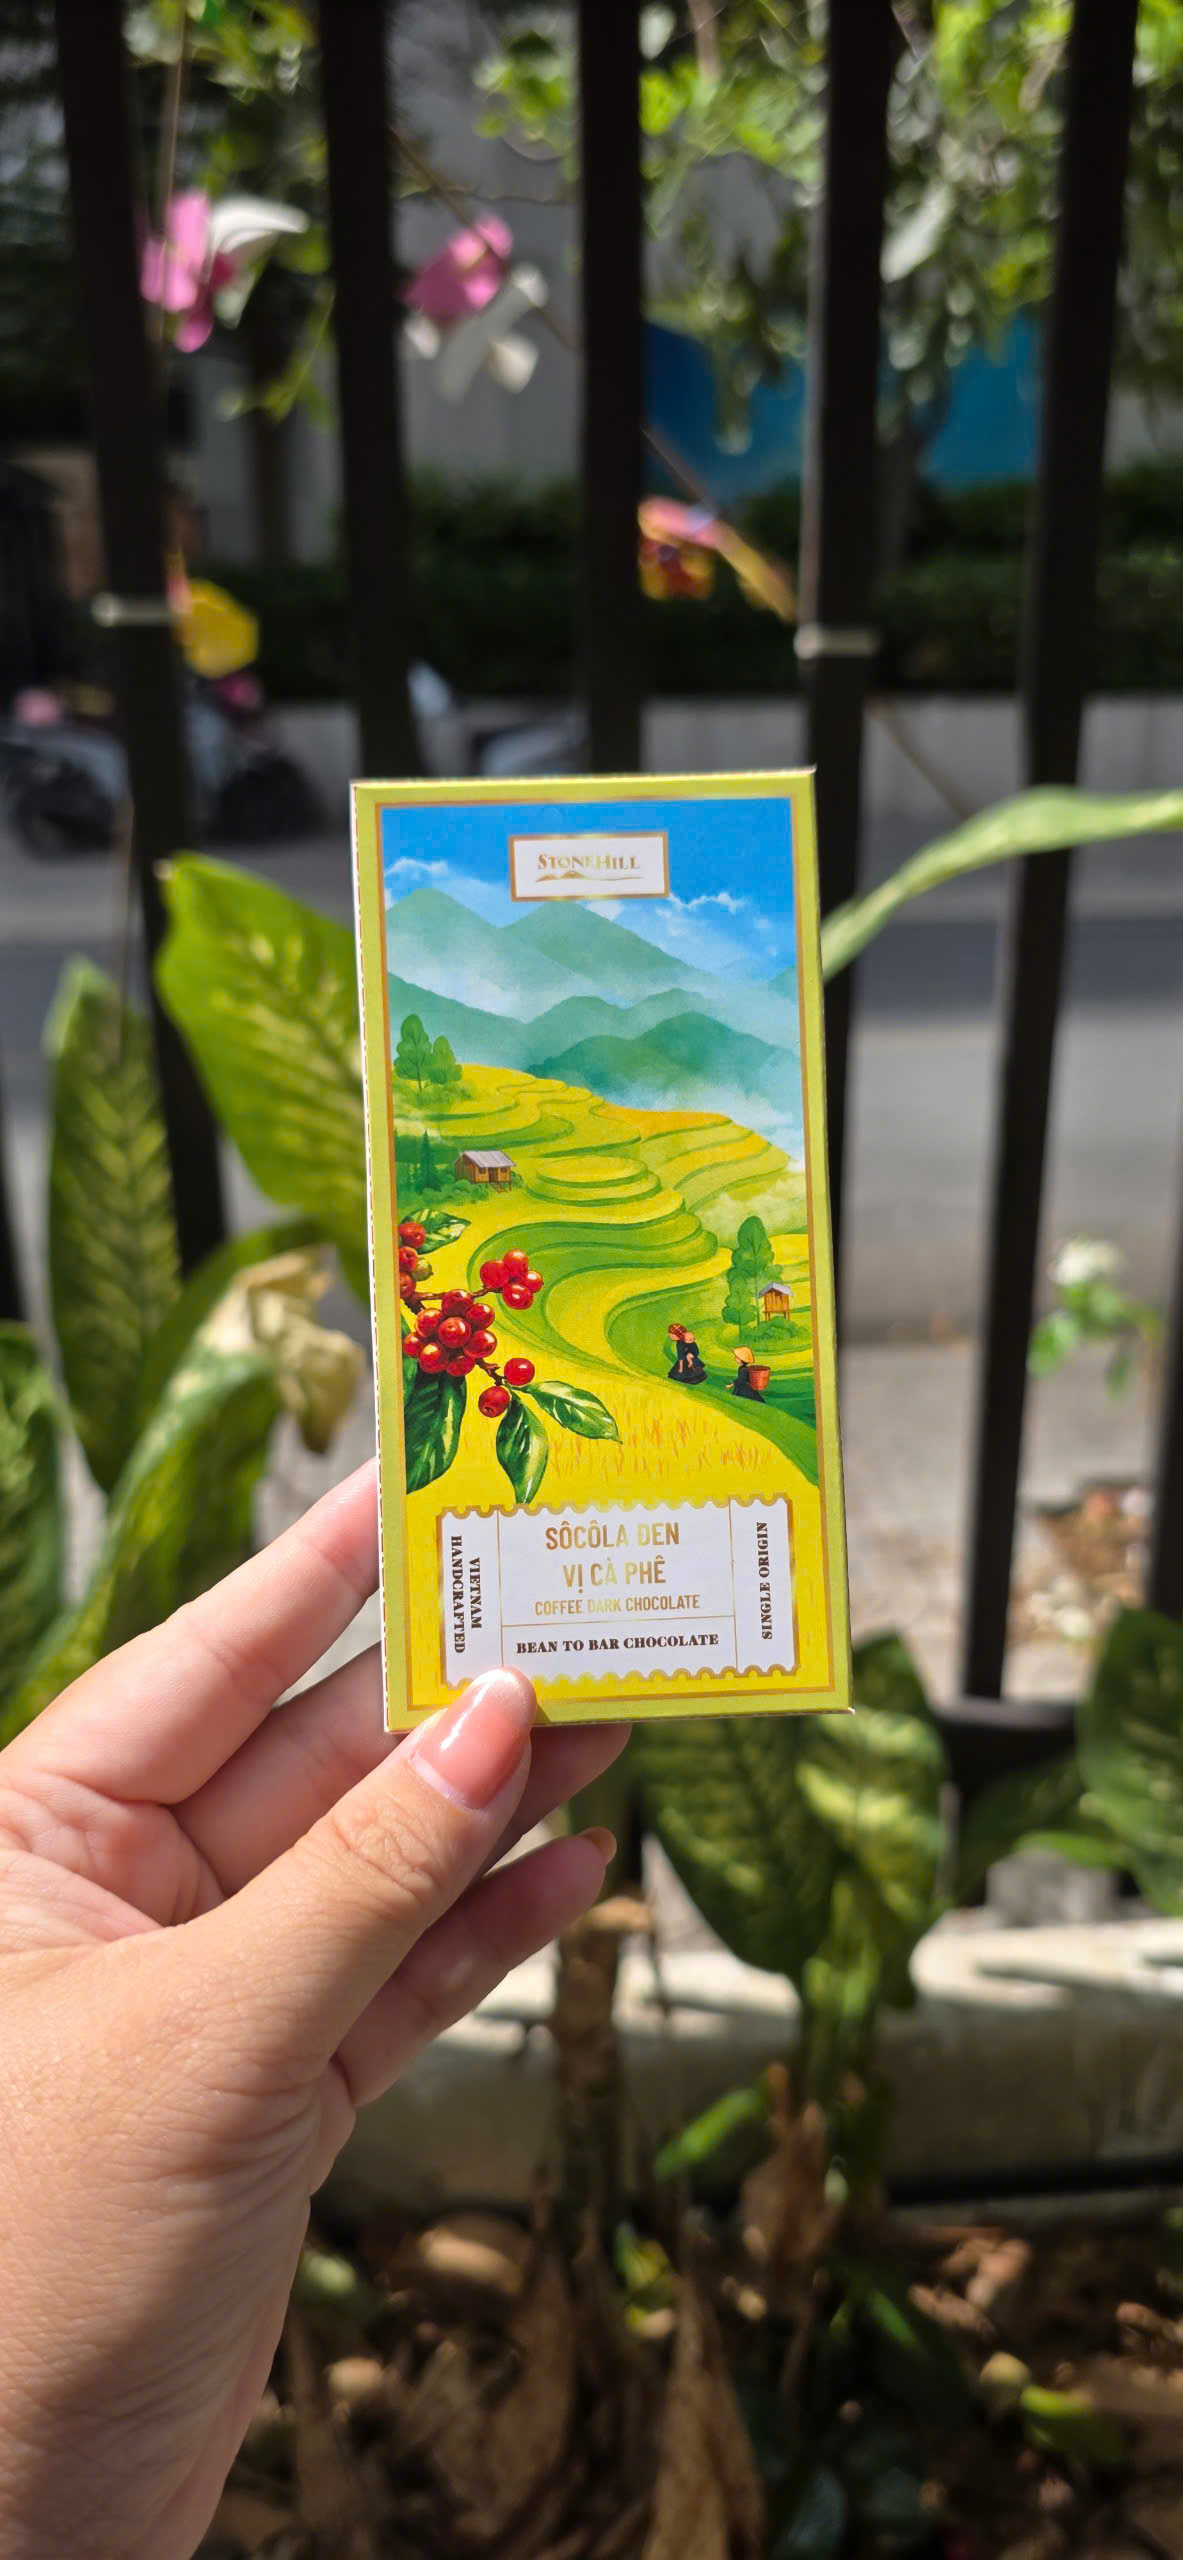 STONEHILL
VIETNAM
HANDCRAFTED
SÔCÔLA ĐEN
VỊ CÀ PHÊ
COFFEE DARK CHOCOLATE
BEAN TO BAR CHOCOLATE
SINGLE ORIGIN